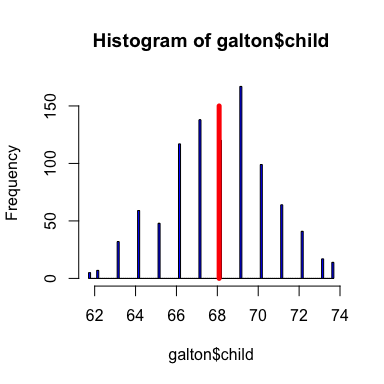 Histogram of galton$child
Frequency
150
100
50
0
62 64 66 68 70 72 74
galton$child